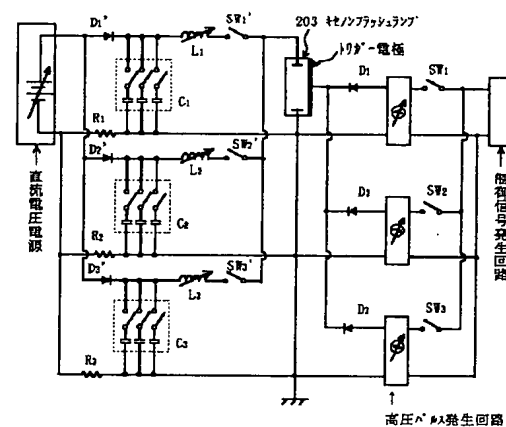 D₁'
SW₁'
203 キセノンフラッシュランプ
トリガー電極
L₁
D₁
SW₁
C₁
R₁
D₂'
SW₂'
L₂
D₃
SW₂
C₂
R₂
D₃'
SW₃'
L₃
D₂
SW₃
C₃
R₃
直流電圧電源
制御信号発生回路
高圧パルス発生回路